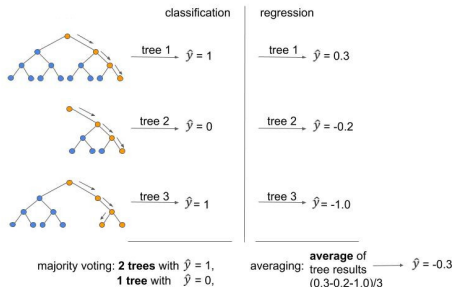 classification regression
tree 1 ŷ = 1 tree 1 ŷ = 0.3
tree 2 ŷ = 0 tree 2 ŷ = -0.2
tree 3 ŷ = 1 tree 3 ŷ = -1.0
majority voting: 2 trees with ŷ = 1,
1 tree with ŷ = 0,
averaging: average of
tree results
(0.3-0.2-1.0)/3
ŷ = -0.3